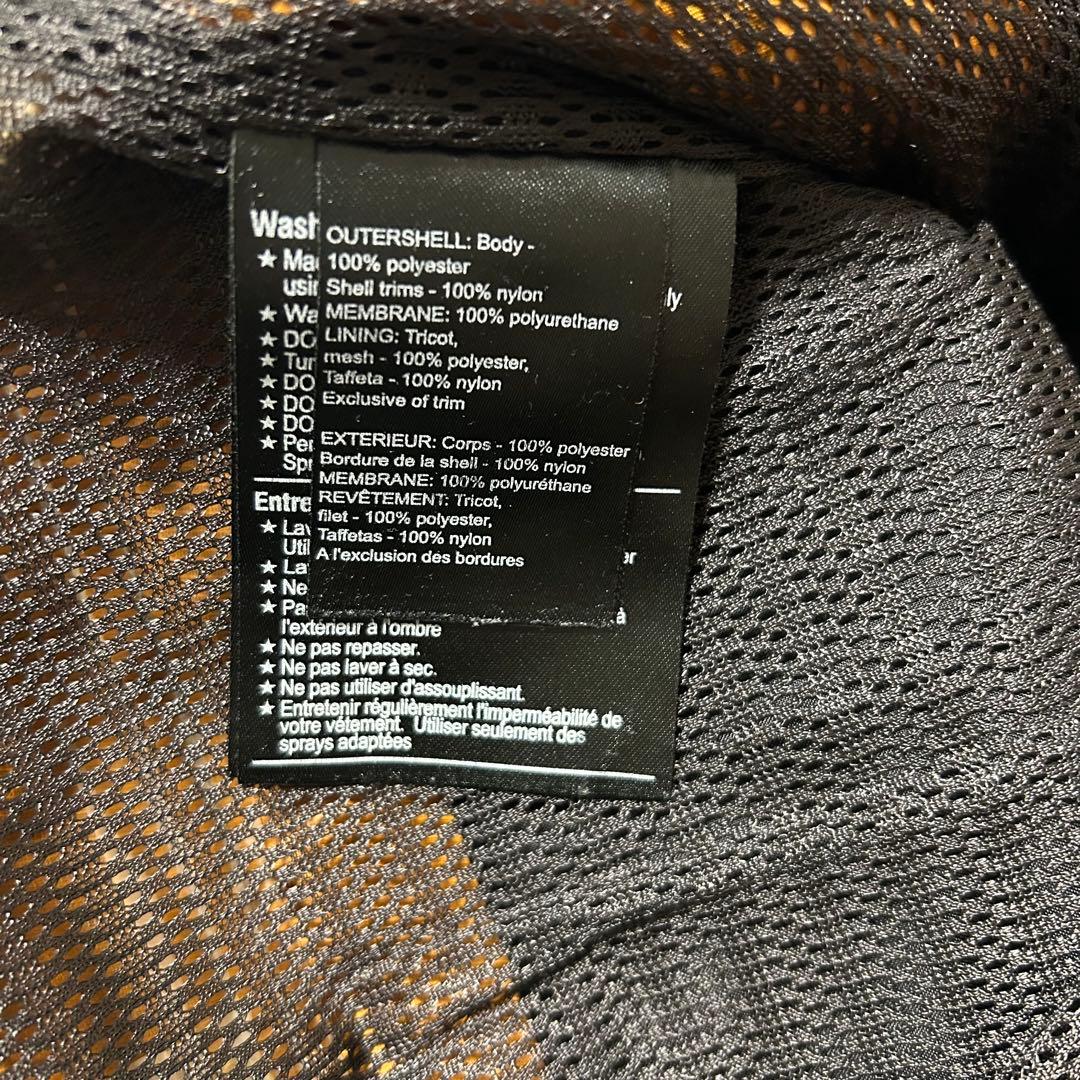 Wash
OUTERSHELL: Body -
★ 100% polyester
Shell trims - 100% nylon
ly
★ MEMBRANE: 100% polyurethane
★ LINING: Tricot,
★ mesh - 100% polyester,
★ Taffeta - 100% nylon
★ Exclusive of trim
★
★ EXTERIEUR: Corps - 100% polyester
Bordure de la shell - 100% nylon
MEMBRANE: 100% polyuréthane
REVÊTEMENT: Tricot,
★ filet - 100% polyester,
Taffetas - 100% nylon
★ A l'exclusion des bordures
★ Ne
★ à
l'extérieur à l'ombre
★ Ne pas repasser.
★ Ne pas laver à sec.
★ Ne pas utiliser d'assouplissant.
★ Entretenir régulièrement l'imperméabilité de
votre vêtement. Utiliser seulement des
sprays adaptées